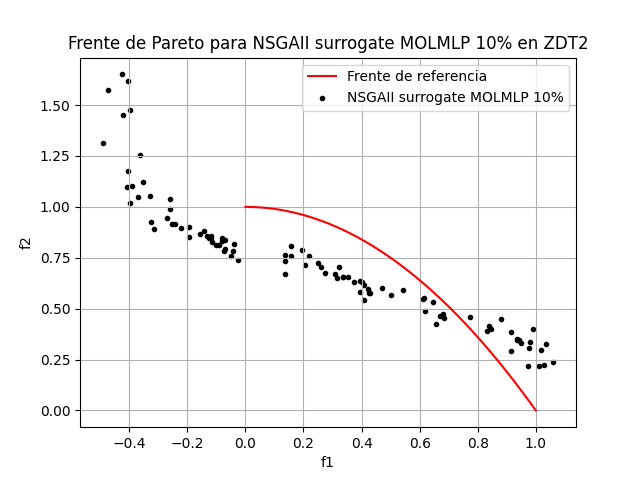 Frente de Pareto para NSGAII surrogate MOLMLP 10% en ZDT2
Frente de referencia
NSGAII surrogate MOLMLP 10%
f2
1.50
1.25
1.00
0.75
0.50
0.25
0.00
−0.4 −0.2 0.0 0.2 0.4 0.6 0.8 1.0
f1